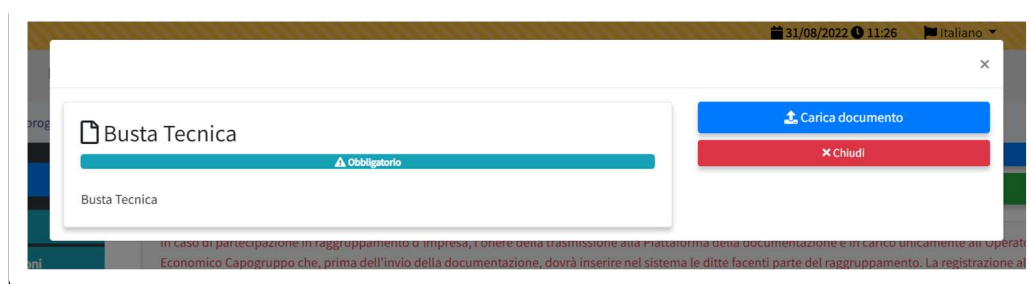 31/08/2022 11:26 Italiano
×
Busta Tecnica
Carica documento
Obbligatorio
Chiudi
Busta Tecnica
In caso di partecipazione in raggruppamento d'impresa, l'onere della trasmissione alla Piattaforma della documentazione è in carico unicamente all'Operato
Economico Capogruppo che, prima dell'invio della documentazione, dovrà inserire nel sistema le ditte facenti parte del raggruppamento. La registrazione al